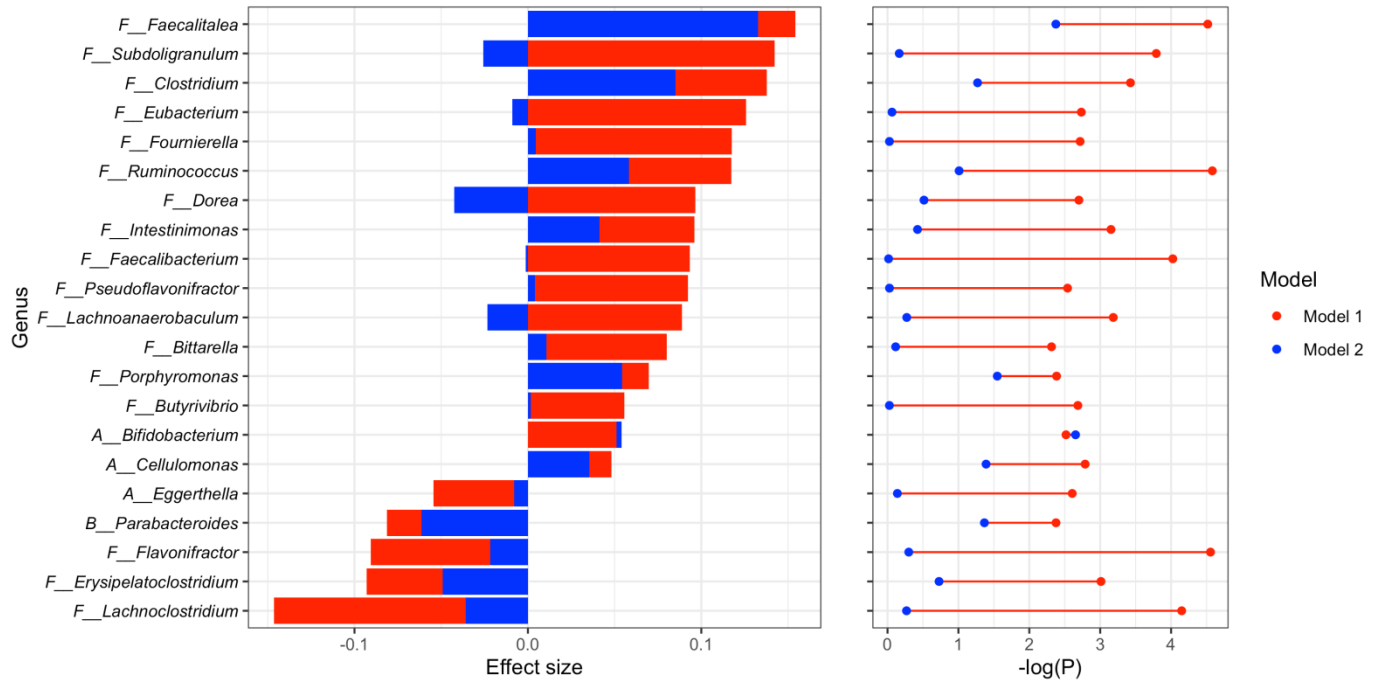 Genus
F__Faecalitalea
F__Subdoligranulum
F__Clostridium
F__Eubacterium
F__Fournierella
F__Ruminococcus
F__Dorea
F__Intestinimonas
F__Faecalibacterium
F__Pseudoflavonifractor
F__Lachnoanaerobaculum
F__Bittarella
F__Porphyromonas
F__Butyrivibrio
A__Bifidobacterium
A__Cellulomonas
A__Eggerthella
B__Parabacteroides
F__Flavonifractor
F__Erysipelatoclostridium
F__Lachnoclostridium
-0.1 0.0 0.1
Effect size
0 1 2 3 4
-log(P)
Model
Model 1
Model 2